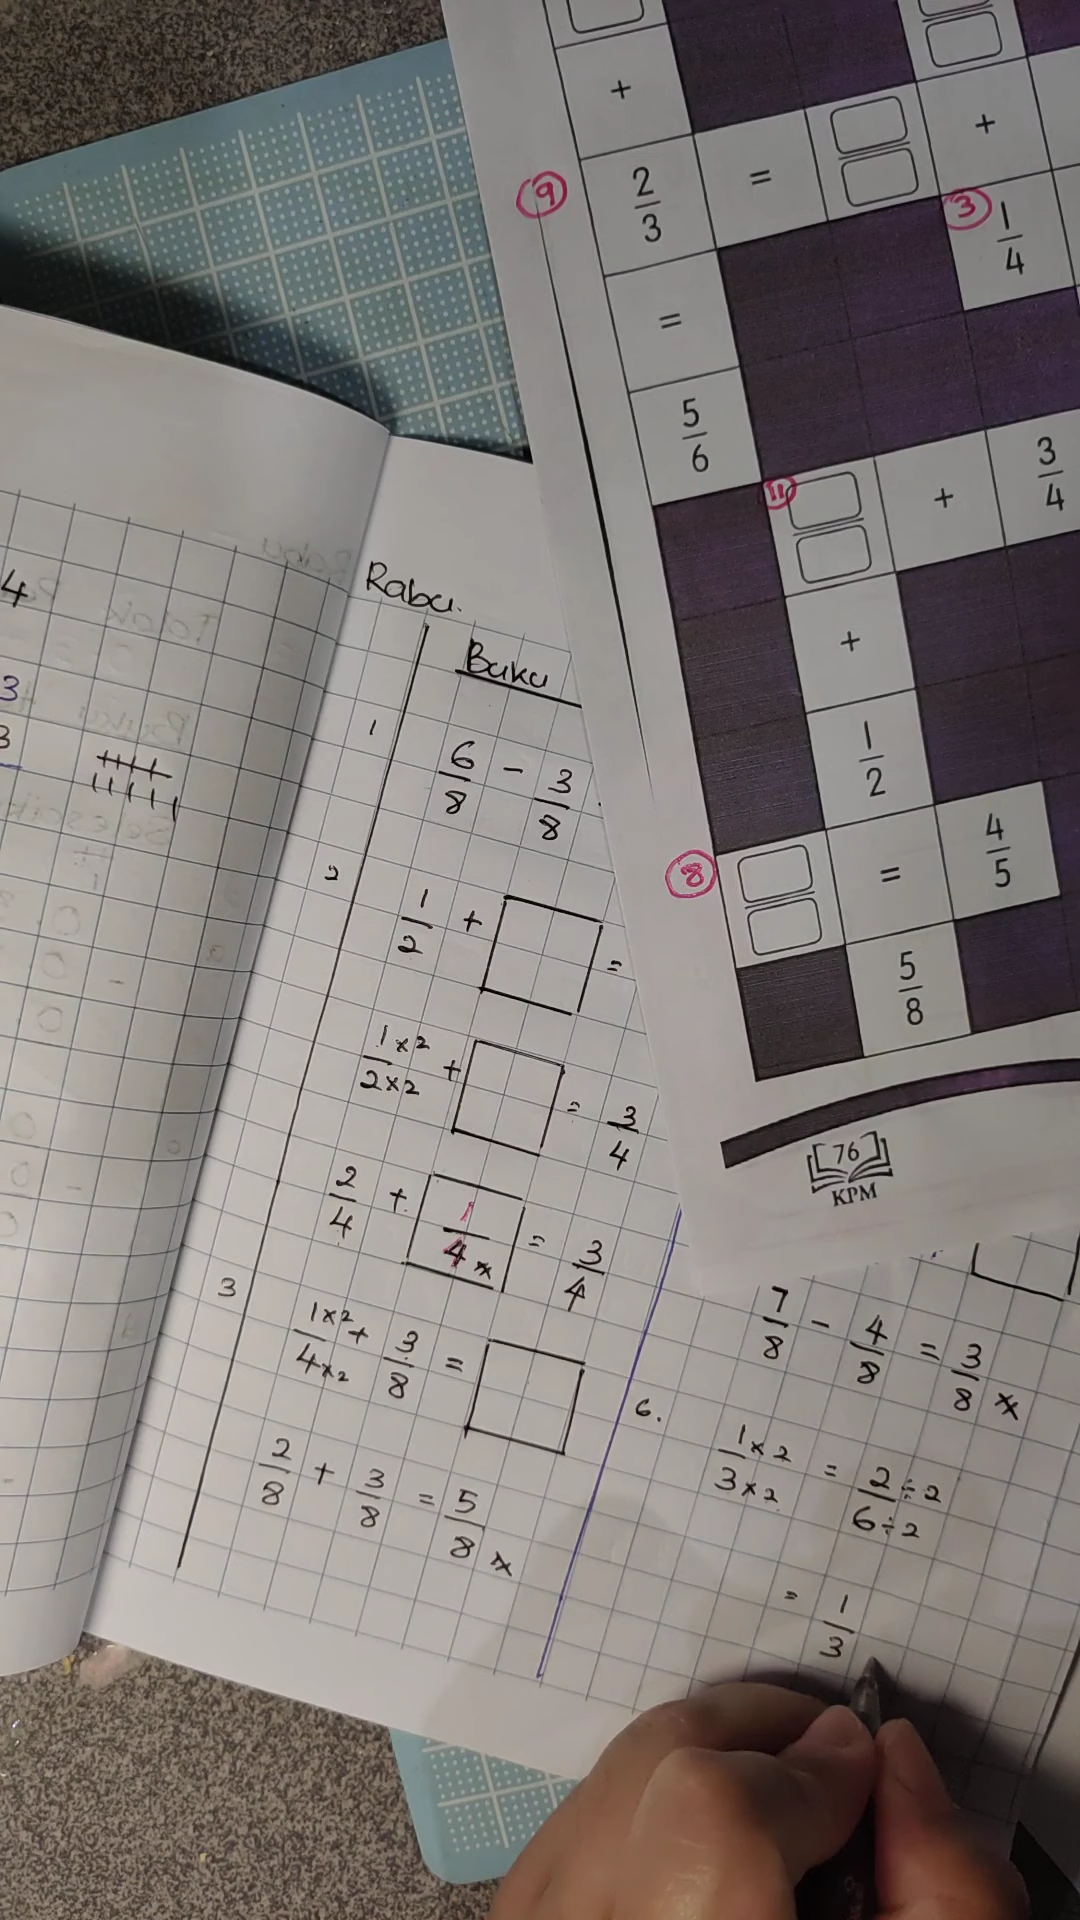 +
⑨ 2/3 = +
③ 1/4
=
5/6
⑪ + 3/4
+
1/2
⑧ = 4/5
5/8
76
KPM
4
3
3
Rabu.
Buku
1 6/8 - 3/8
2 1/2 + =
1×2/2×2 + = 3/4
2/4 + 1/4 × = 3/4
3 1×2/4×2 + 3/8 =
2/8 + 3/8 = 5/8 ×
7/8 - 4/8 = 3/8 ×
6. 1×2/3×2 = 2÷2/6÷2
= 1/3